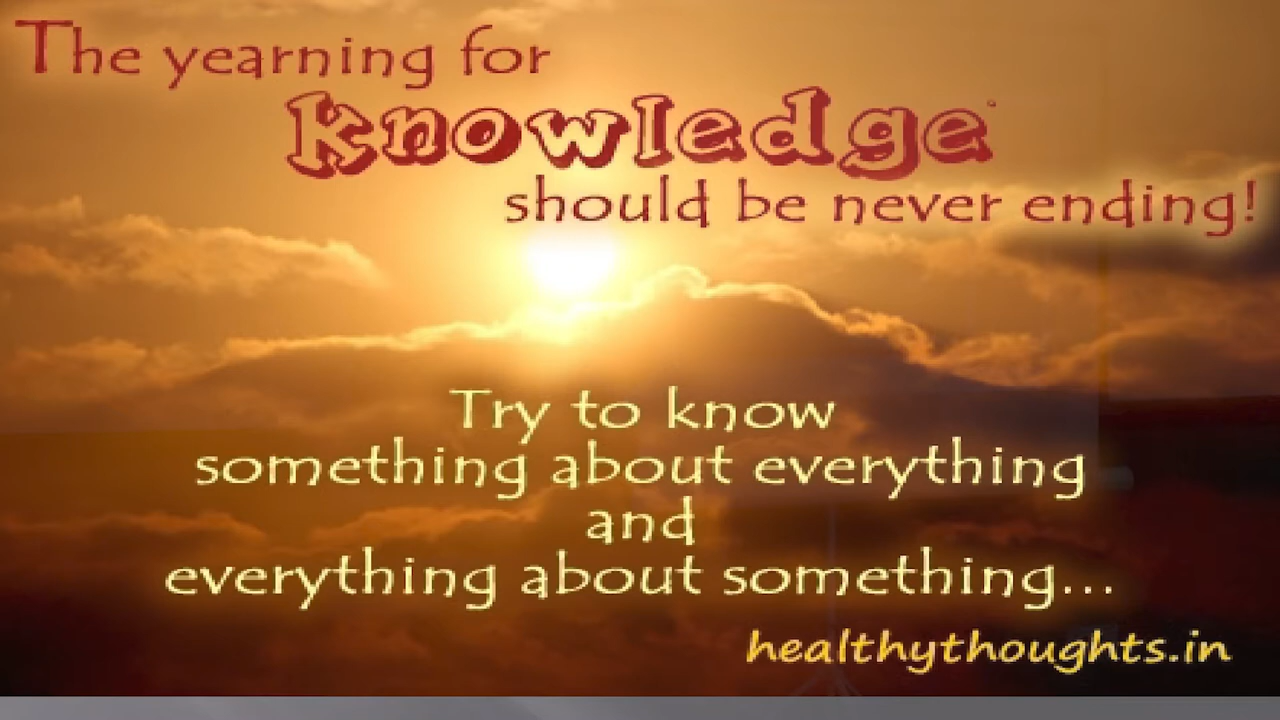 The yearning for
Knowledge
should be never ending!
Try to know
something about everything
and
everything about something...
healthythoughts.in